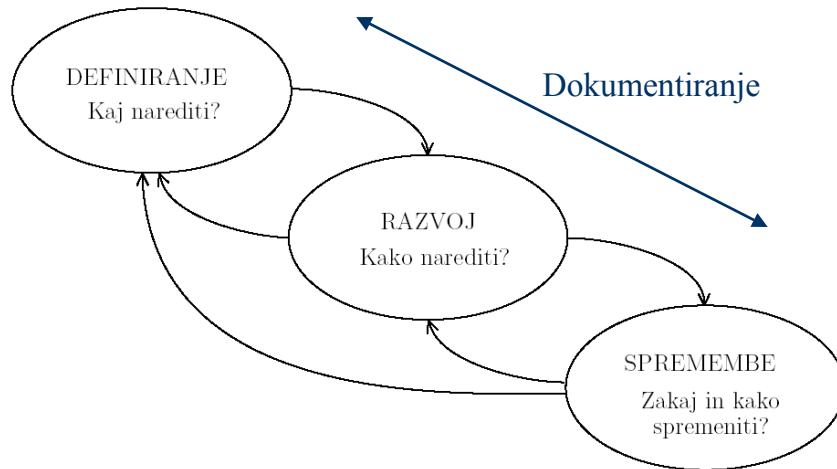 DEFINIRANJE
Kaj narediti?
Dokumentiranje
RAZVOJ
Kako narediti?
SPREMEMBE
Zakaj in kako
spremeniti?